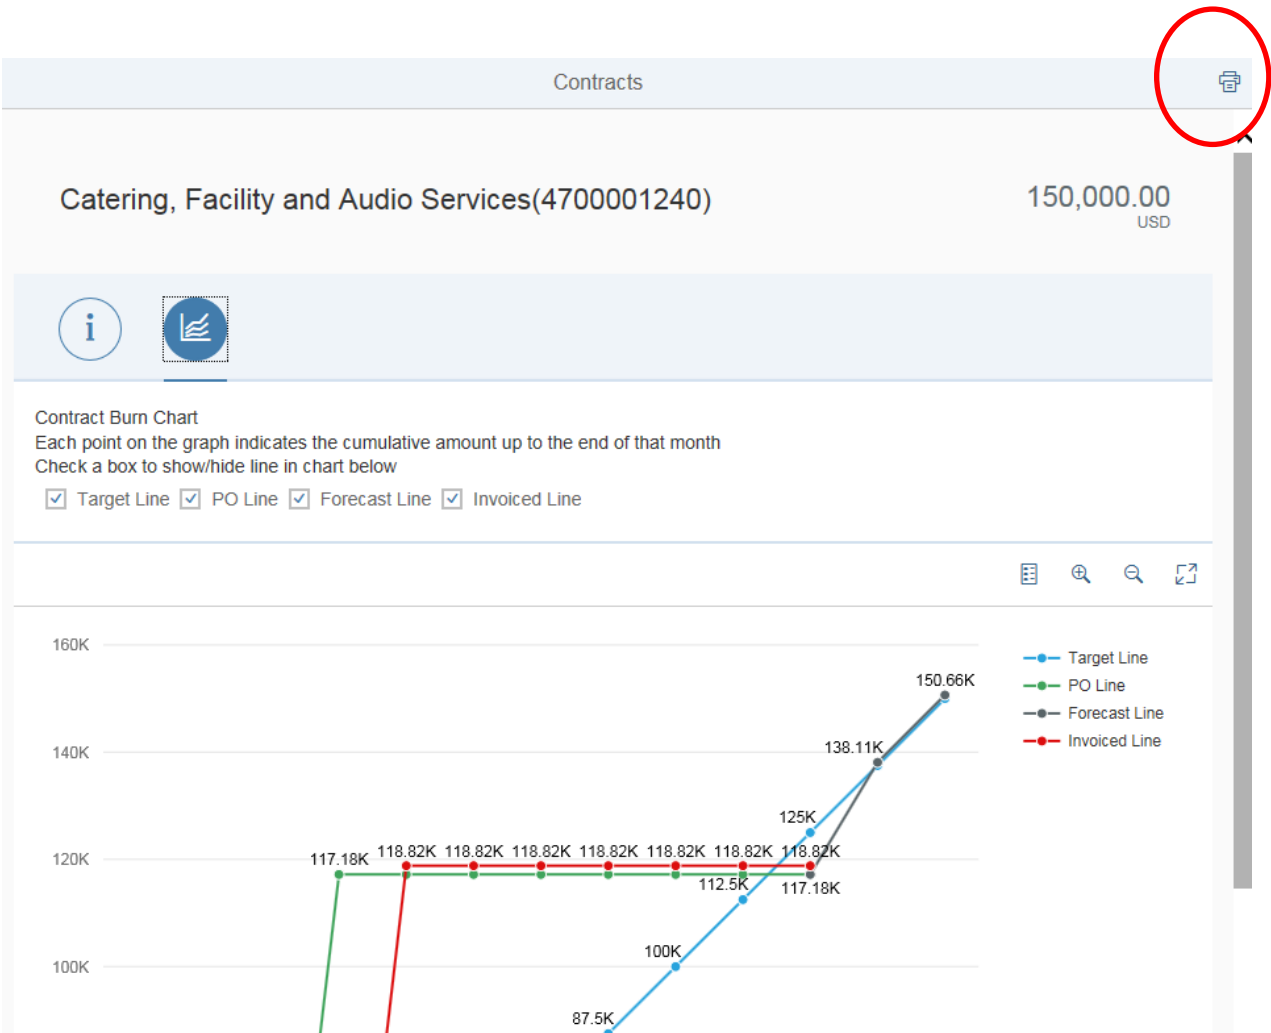 Contracts
Catering, Facility and Audio Services(4700001240)
150,000.00
USD
i
Contract Burn Chart
Each point on the graph indicates the cumulative amount up to the end of that month
Check a box to show/hide line in chart below
Target Line PO Line Forecast Line Invoiced Line
160K
Target Line
150.66K
PO Line
Forecast Line
Invoiced Line
140K
138.11K
125K
120K
117.18K 118.82K 118.82K 118.82K 118.82K 118.82K 118.82K 118.82K
112.5K 117.18K
100K
100K
87.5K